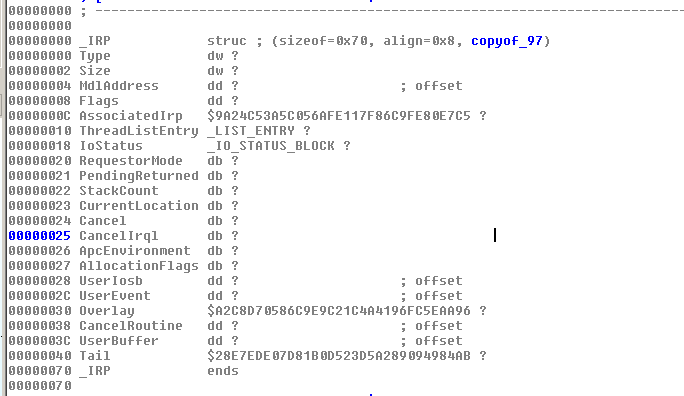 00000000 ; ---------------------------------------------------------------------------
00000000
00000000 _IRP struc ; (sizeof=0x70, align=0x8, copyof_97)
00000000 Type dw ?
00000002 Size dw ?
00000004 MdlAddress dd ? ; offset
00000008 Flags dd ?
0000000C AssociatedIrp $9A24C53A5C056AFE117F86C9FE80E7C5 ?
00000010 ThreadListEntry _LIST_ENTRY ?
00000018 IoStatus _IO_STATUS_BLOCK ?
00000020 RequestorMode db ?
00000021 PendingReturned db ?
00000022 StackCount db ?
00000023 CurrentLocation db ?
00000024 Cancel db ?
00000025 CancelIrql db ?
00000026 ApcEnvironment db ?
00000027 AllocationFlags db ?
00000028 UserIosb dd ? ; offset
0000002C UserEvent dd ? ; offset
00000030 Overlay $A2C8D70586C9E9C21C4A4196FC5EAA96 ?
00000038 CancelRoutine dd ? ; offset
0000003C UserBuffer dd ? ; offset
00000040 Tail $28E7EDE07D81B0D523D5A289094984AB ?
00000070 _IRP ends
00000070